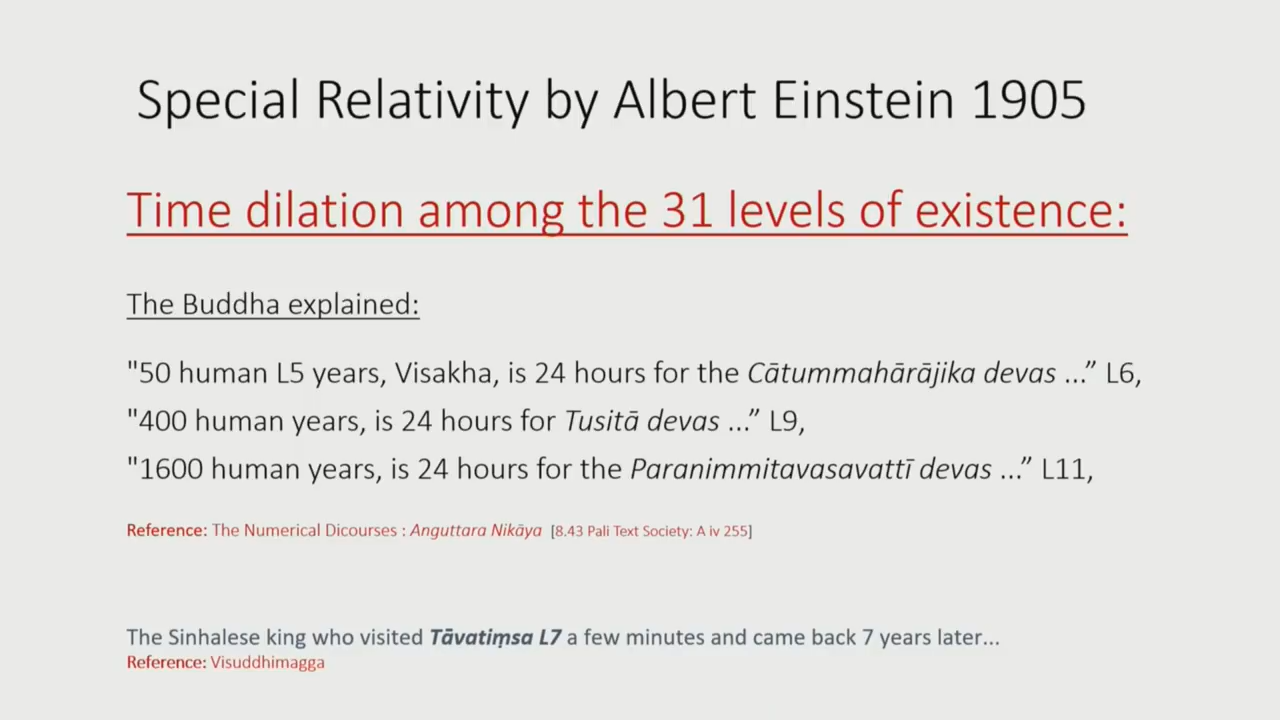 Special Relativity by Albert Einstein 1905
Time dilation among the 31 levels of existence:
The Buddha explained:
"50 human L5 years, Visakha, is 24 hours for the Cātummahārājika devas ...” L6,
"400 human years, is 24 hours for Tusitā devas ...” L9,
"1600 human years, is 24 hours for the Paranimmitavasavattī devas ...” L11,
Reference: The Numerical Dicourses : Anguttara Nikāya [8.43 Pali Text Society: A iv 255]
The Sinhalese king who visited Tāvatiṃsa L7 a few minutes and came back 7 years later...
Reference: Visuddhimagga